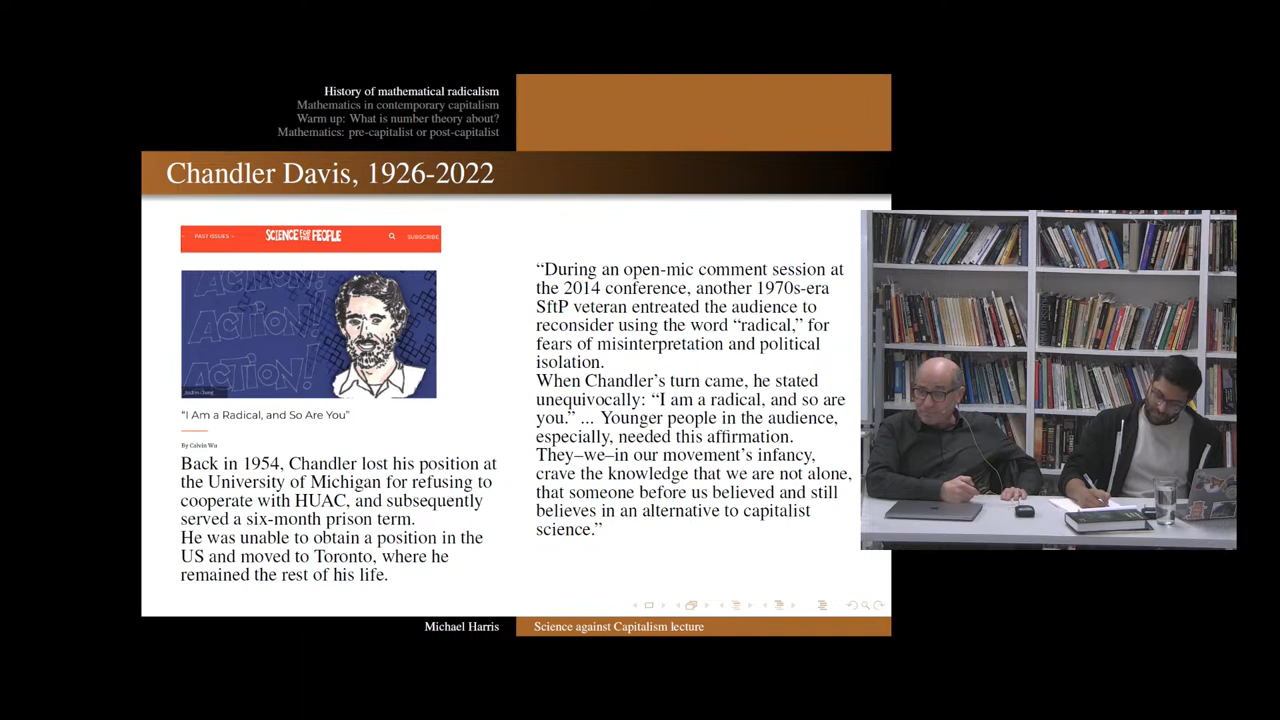 History of mathematical radicalism
Mathematics in contemporary capitalism
Warm up: What is number theory about?
Mathematics: pre-capitalist or post-capitalist
Chandler Davis, 1926-2022
PAST ISSUES
SCIENCE FOR THE PEOPLE
SUBSCRIBE
ACTION!
ACTION!
ACTION!
"I Am a Radical, and So Are You"
By Calvin Wu
Back in 1954, Chandler lost his position at
the University of Michigan for refusing to
cooperate with HUAC, and subsequently
served a six-month prison term.
He was unable to obtain a position in the
US and moved to Toronto, where he
remained the rest of his life.
“During an open-mic comment session at
the 2014 conference, another 1970s-era
SftP veteran entreated the audience to
reconsider using the word “radical,” for
fears of misinterpretation and political
isolation.
When Chandler’s turn came, he stated
unequivocally: “I am a radical, and so are
you.” ... Younger people in the audience,
especially, needed this affirmation.
They–we–in our movement’s infancy,
crave the knowledge that we are not alone,
that someone before us believed and still
believes in an alternative to capitalist
science.”
Michael Harris
Science against Capitalism lecture